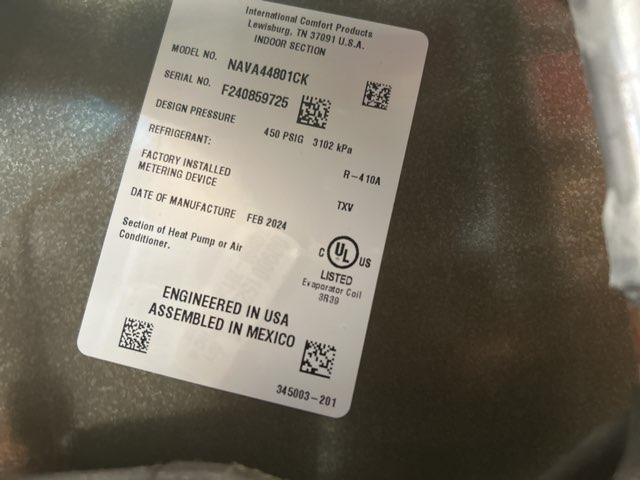 International Comfort Products
Lewisburg, TN 37091 U.S.A.
INDOOR SECTION
MODEL NO. NAVA44801CK
SERIAL NO. F240859725
DESIGN PRESSURE 450 PSIG 3102 kPa
REFRIGERANT: R-410A
FACTORY INSTALLED
METERING DEVICE TXV
DATE OF MANUFACTURE FEB 2024
Section of Heat Pump or Air
Conditioner.
C UL US
LISTED
Evaporator Coil
3R39
ENGINEERED IN USA
ASSEMBLED IN MEXICO
345003-201